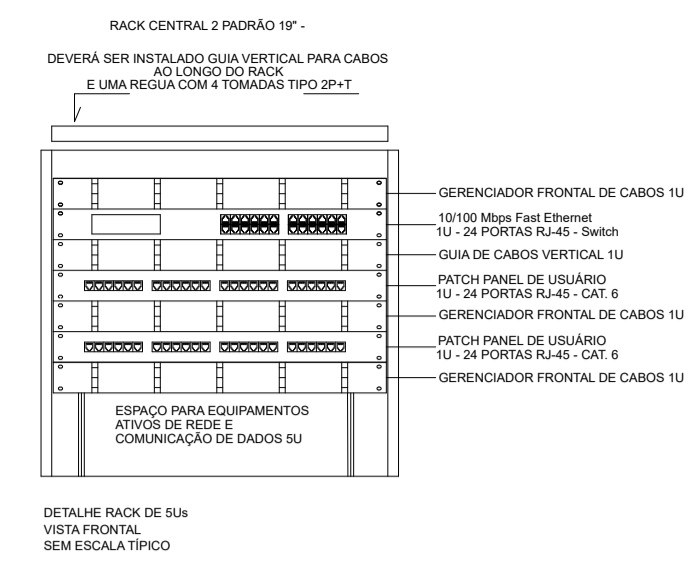 RACK CENTRAL 2 PADRÃO 19" -
DEVERÁ SER INSTALADO GUIA VERTICAL PARA CABOS
AO LONGO DO RACK
E UMA REGUA COM 4 TOMADAS TIPO 2P+T
GERENCIADOR FRONTAL DE CABOS 1U
10/100 Mbps Fast Ethernet
1U - 24 PORTAS RJ-45 - Switch
GUIA DE CABOS VERTICAL 1U
PATCH PANEL DE USUÁRIO
1U - 24 PORTAS RJ-45 - CAT. 6
GERENCIADOR FRONTAL DE CABOS 1U
PATCH PANEL DE USUÁRIO
1U - 24 PORTAS RJ-45 - CAT. 6
GERENCIADOR FRONTAL DE CABOS 1U
ESPAÇO PARA EQUIPAMENTOS
ATIVOS DE REDE E
COMUNICAÇÃO DE DADOS 5U
DETALHE RACK DE 5Us
VISTA FRONTAL
SEM ESCALA TÍPICO